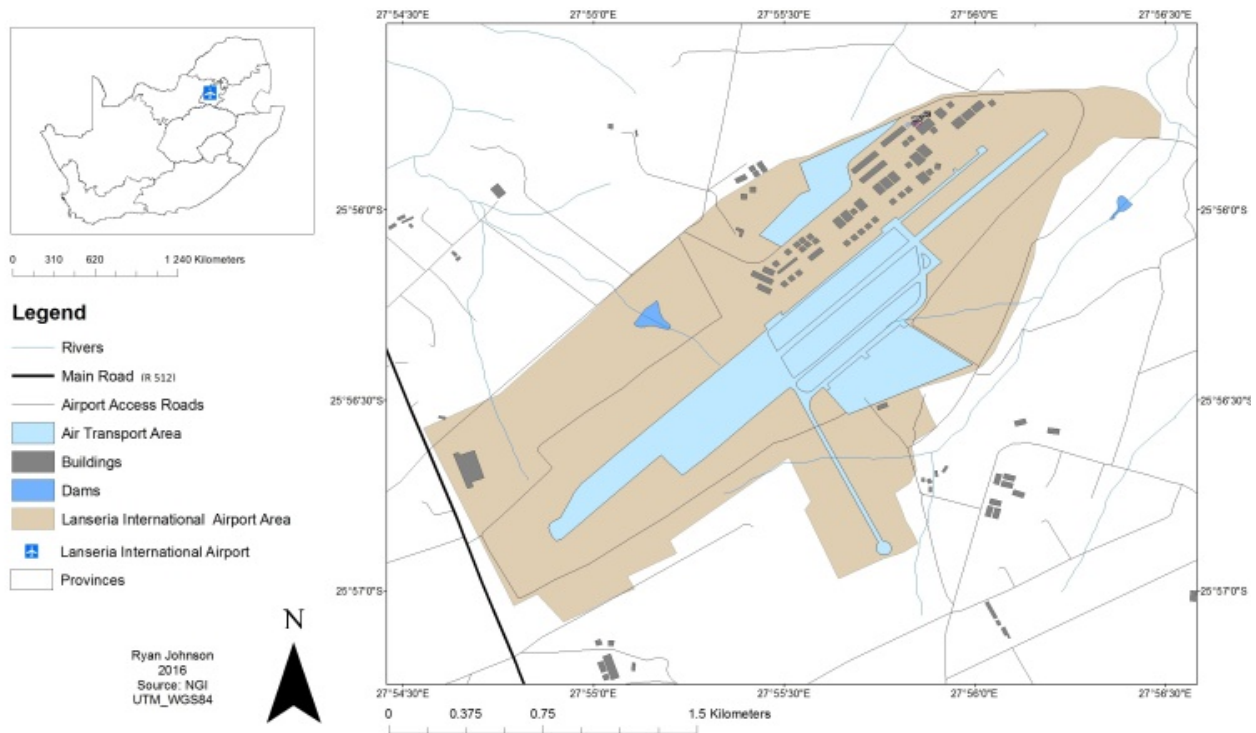 27°54'30"E 27°55'0"E 27°55'30"E 27°56'0"E 27°56'30"E
25°56'0"S 25°56'0"S
0 310 620 1 240 Kilometers
Legend
Rivers
Main Road (R 512)
Airport Access Roads
Air Transport Area
Buildings
Dams
Lanseria International Airport Area
Lanseria International Airport
Provinces
25°56'30"S 25°56'30"S
25°57'0"S 25°57'0"S
N
Ryan Johnson
2016
Source: NGI
UTM_WGS84
27°54'30"E 27°55'0"E 27°55'30"E 27°56'0"E 27°56'30"E
0 0.375 0.75 1.5 Kilometers